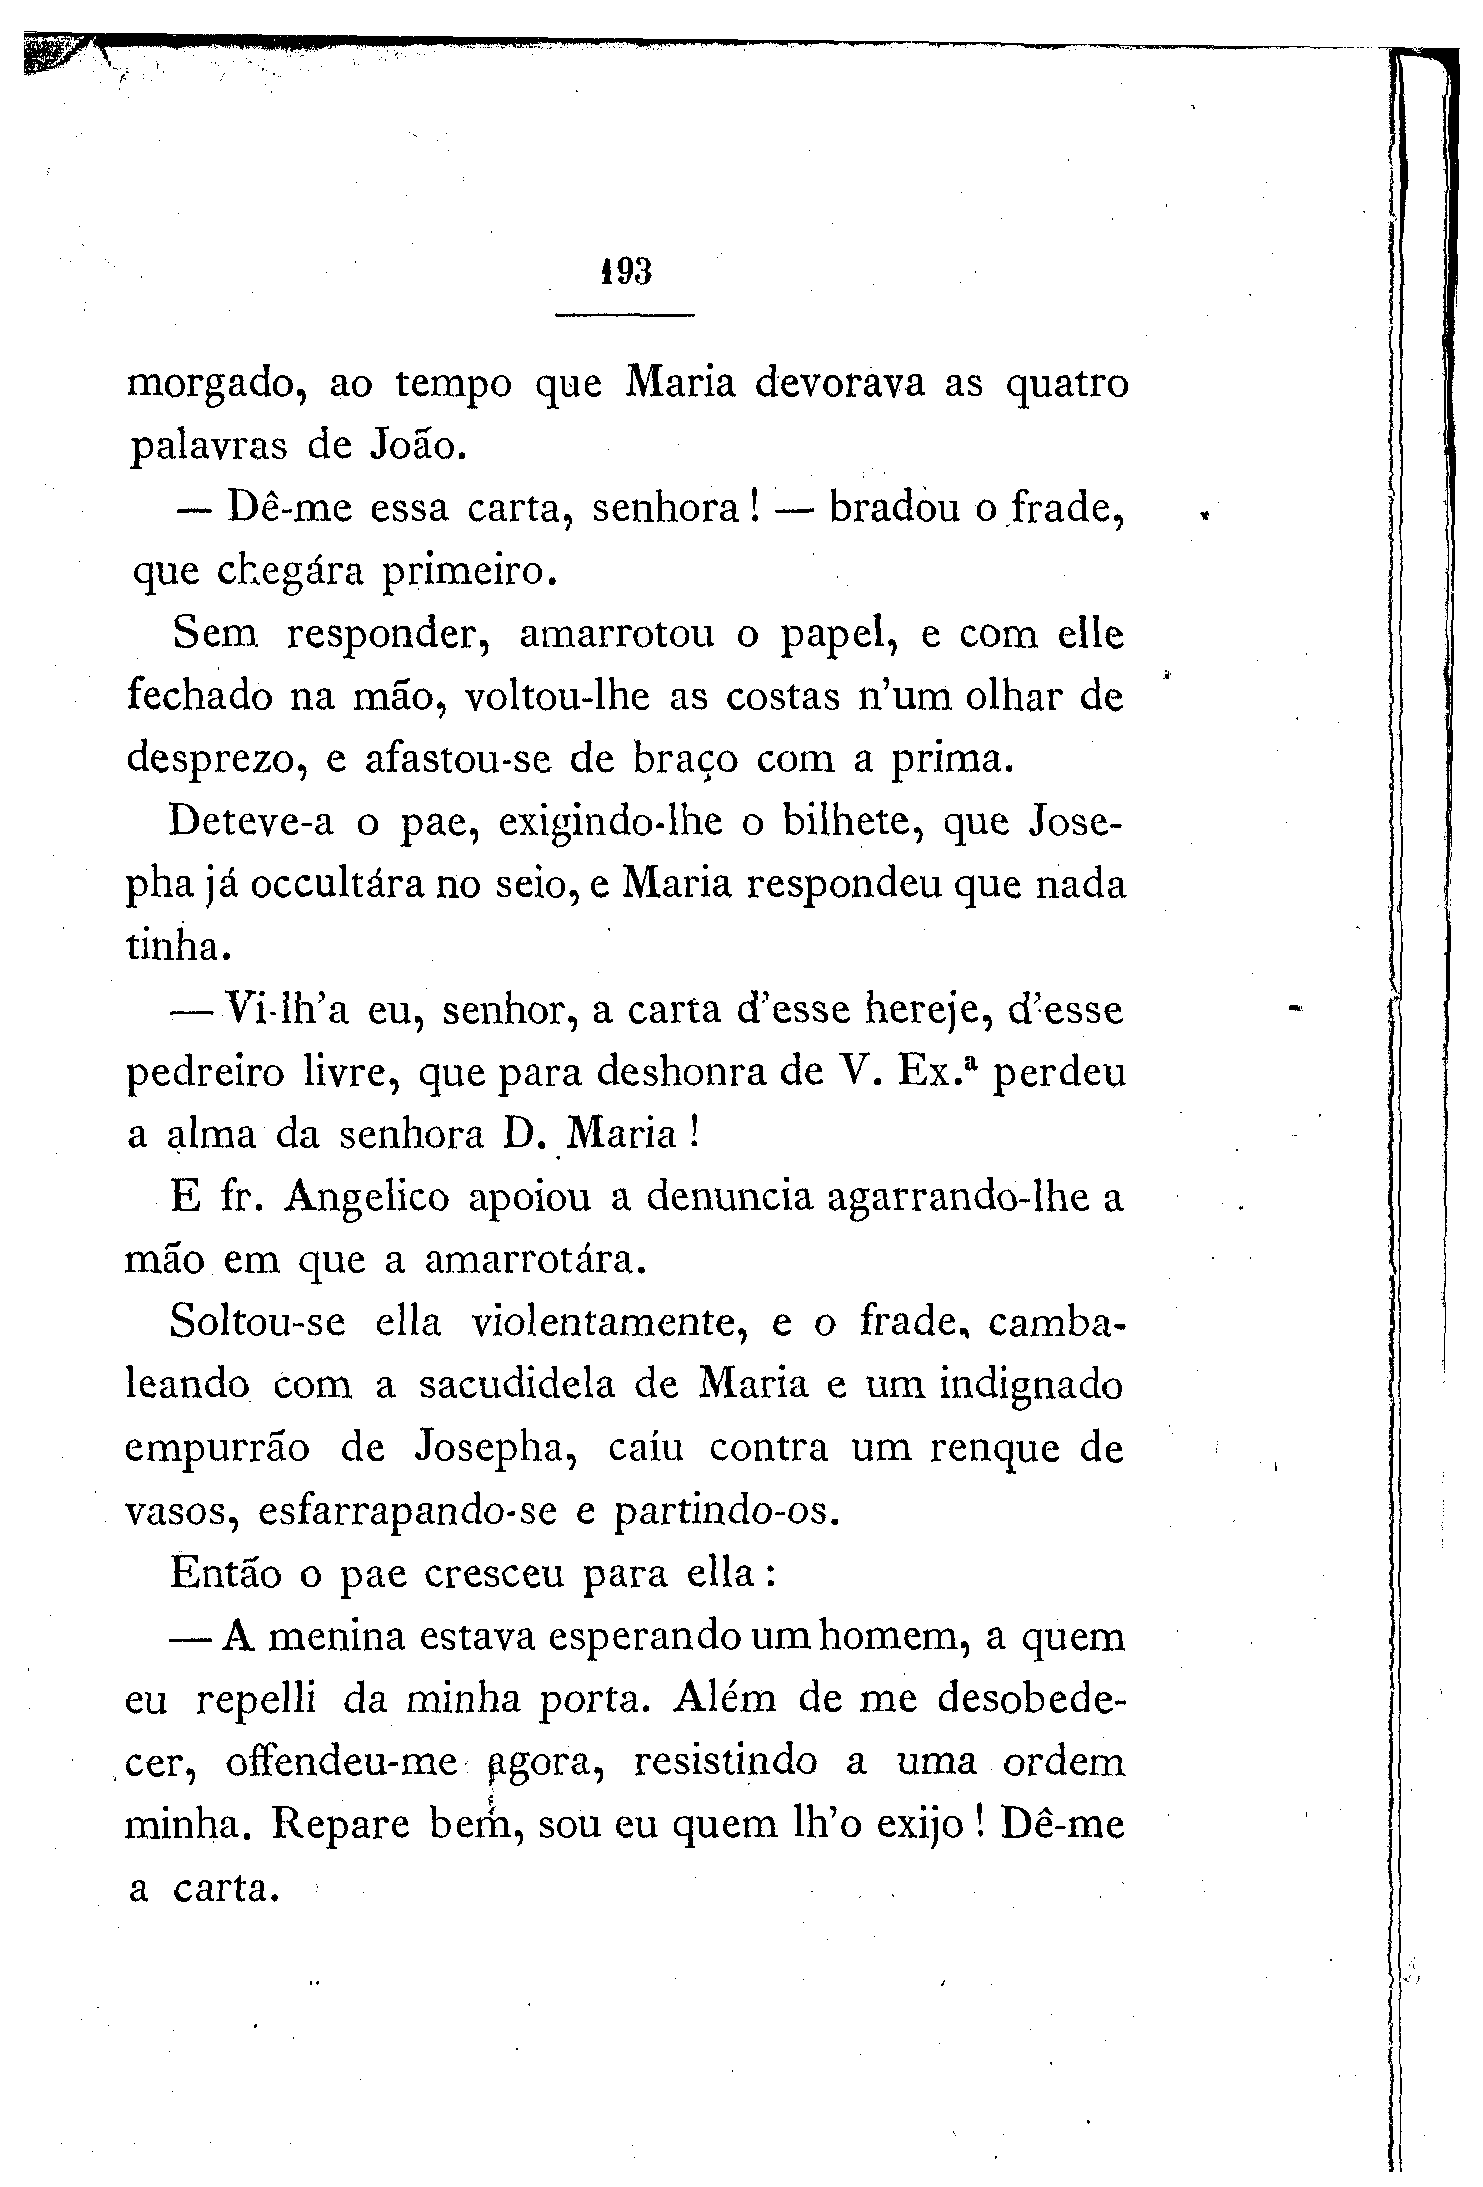 193
morgado, ao tempo que Maria devorava as quatro
palavras de João.
— Dê-me essa carta, senhora! — bradou o frade,
que chegára primeiro.
Sem responder, amarrotou o papel, e com elle
fechado na mão, voltou-lhe as costas n'um olhar de
desprezo, e afastou-se de braço com a prima.
Deteve-a o pae, exigindo-lhe o bilhete, que Jose-
pha já occultára no seio, e Maria respondeu que nada
tinha.
— Vi-lh'a eu, senhor, a carta d'esse hereje, d'esse
pedreiro livre, que para deshonra de V. Ex.ª perdeu
a alma da senhora D. Maria!
E fr. Angelico apoiou a denuncia agarrando-lhe a
mão em que a amarrotára.
Soltou-se ella violentamente, e o frade, camba-
leando com a sacudidela de Maria e um indignado
empurrão de Josepha, caíu contra um renque de
vasos, esfarrapando-se e partindo-os.
Então o pae cresceu para ella:
— A menina estava esperando um homem, a quem
eu repelli da minha porta. Além de me desobede-
cer, offendeu-me agora, resistindo a uma ordem
minha. Repare bem, sou eu quem lh'o exijo! Dê-me
a carta.